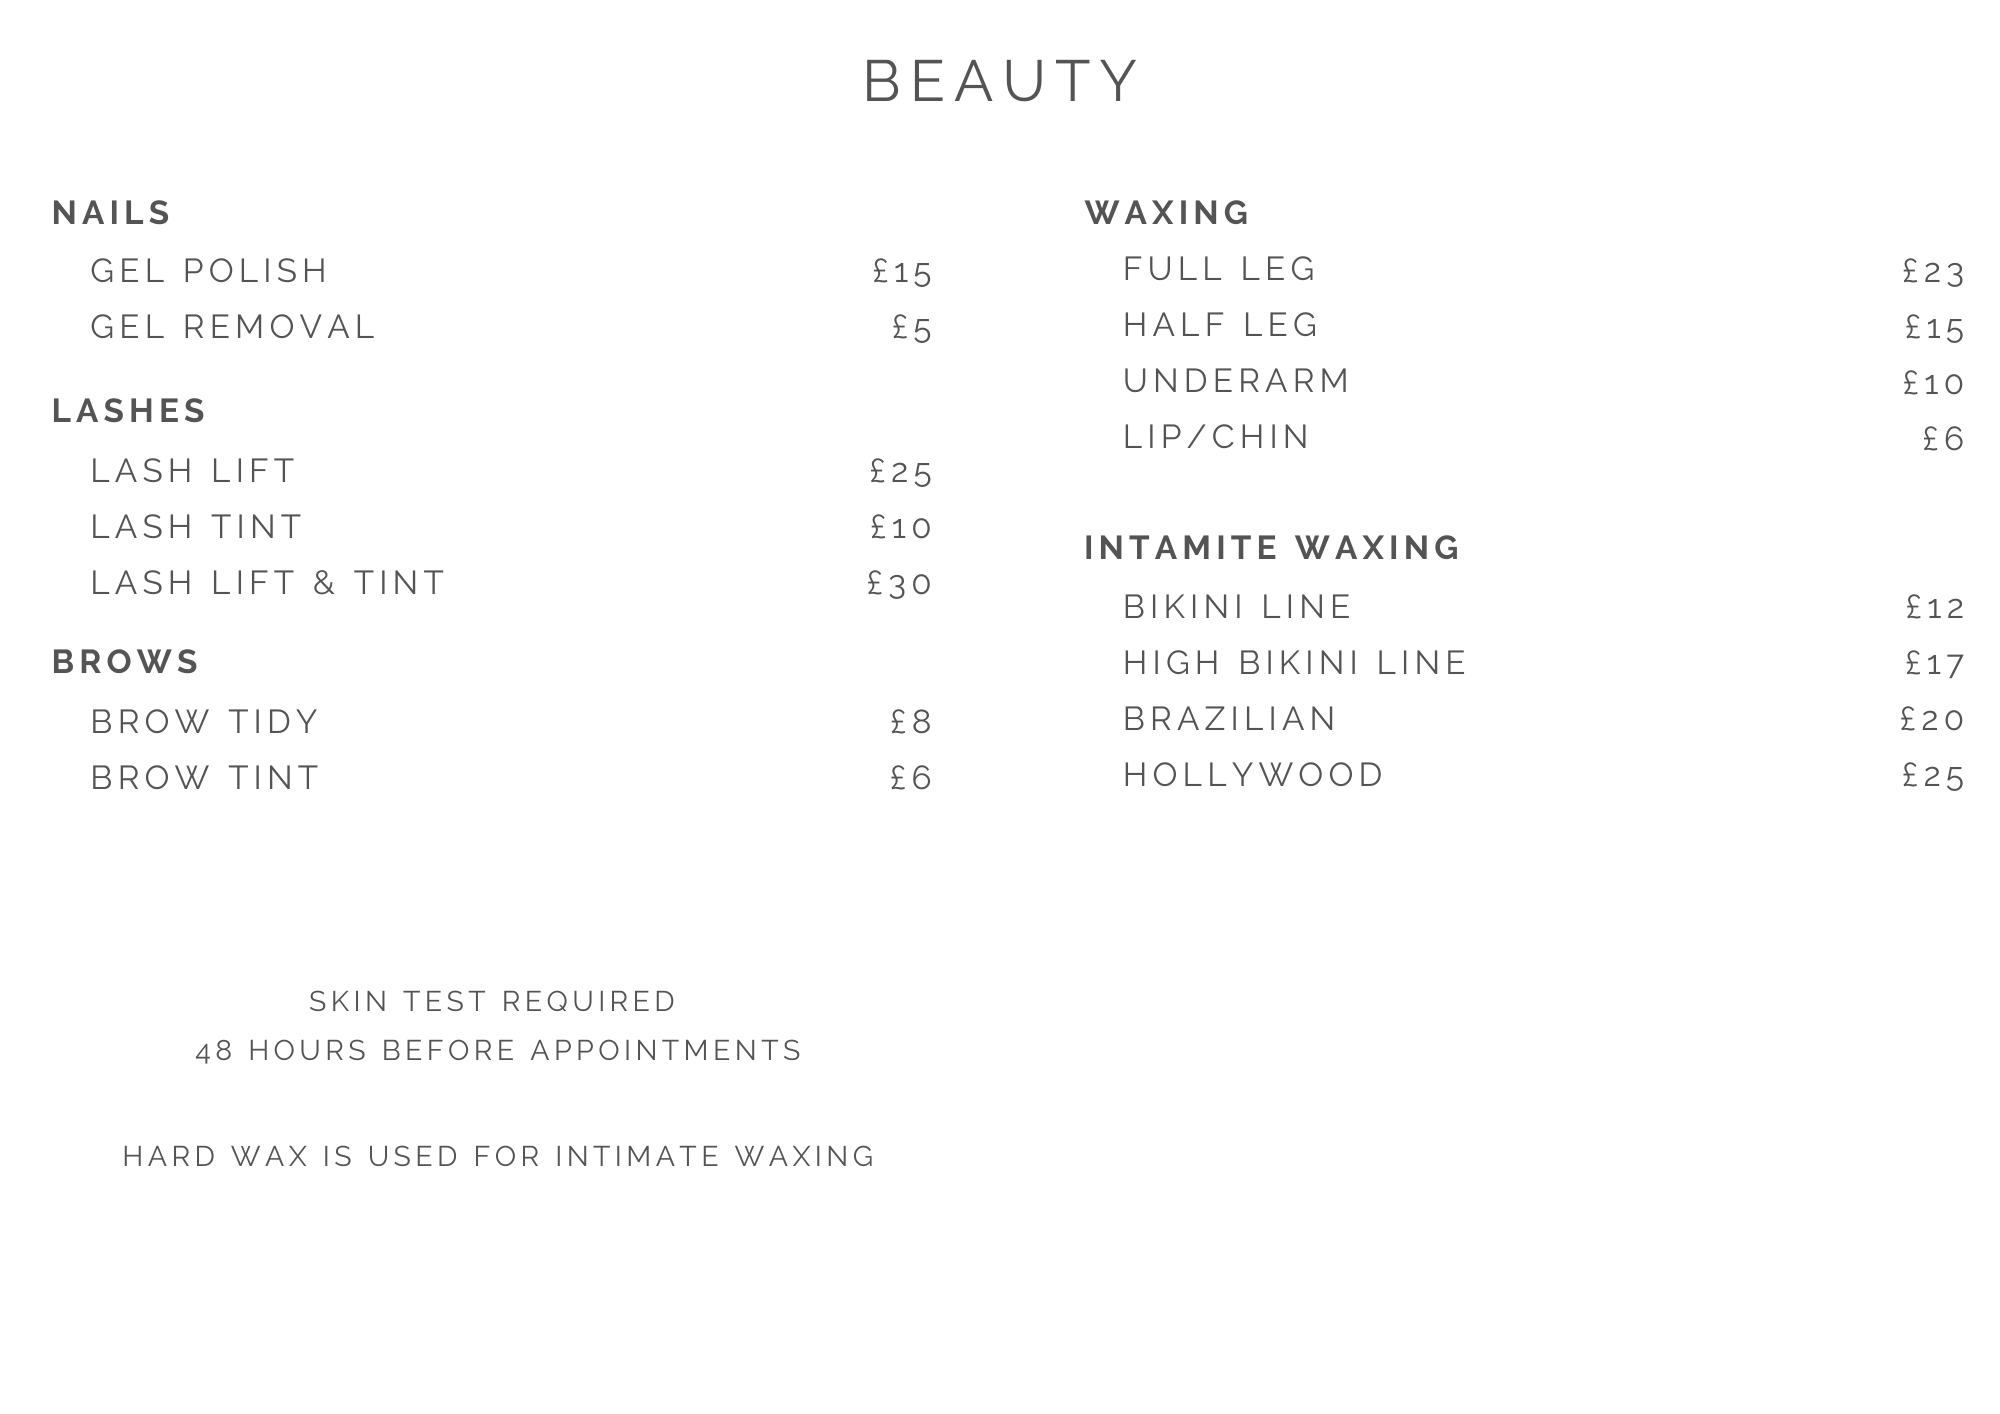 BEAUTY
NAILS
GEL POLISH £15
GEL REMOVAL £5
LASHES
LASH LIFT £25
LASH TINT £10
LASH LIFT & TINT £30
BROWS
BROW TIDY £8
BROW TINT £6
WAXING
FULL LEG £23
HALF LEG £15
UNDERARM £10
LIP/CHIN £6
INTAMITE WAXING
BIKINI LINE £12
HIGH BIKINI LINE £17
BRAZILIAN £20
HOLLYWOOD £25
SKIN TEST REQUIRED
48 HOURS BEFORE APPOINTMENTS
HARD WAX IS USED FOR INTIMATE WAXING